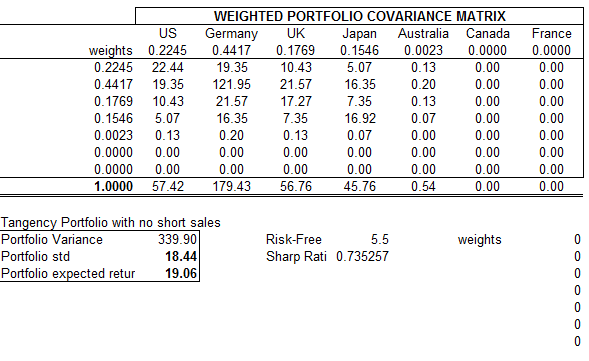 WEIGHTED PORTFOLIO COVARIANCE MATRIX
US Germany UK Japan Australia Canada France
weights 0.2245 0.4417 0.1769 0.1546 0.0023 0.0000 0.0000
0.2245 22.44 19.35 10.43 5.07 0.13 0.00 0.00
0.4417 19.35 121.95 21.57 16.35 0.20 0.00 0.00
0.1769 10.43 21.57 17.27 7.35 0.13 0.00 0.00
0.1546 5.07 16.35 7.35 16.92 0.07 0.00 0.00
0.0023 0.13 0.20 0.13 0.07 0.00 0.00 0.00
0.0000 0.00 0.00 0.00 0.00 0.00 0.00 0.00
0.0000 0.00 0.00 0.00 0.00 0.00 0.00 0.00
1.0000 57.42 179.43 56.76 45.76 0.54 0.00 0.00
Tangency Portfolio with no short sales
Portfolio Variance 339.90 Risk-Free 5.5 weights 0
Portfolio std 18.44 Sharp Rati 0.735257 0
Portfolio expected retur 19.06 0
0
0
0
0